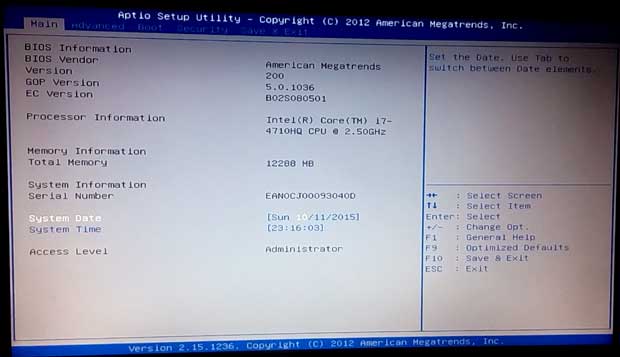 Aptio Setup Utility - Copyright (C) 2012 American Megatrends, Inc.
Main Advanced Boot Security Save & Exit
BIOS Information
BIOS Vendor American Megatrends
Version 200
GOP Version 5.0.1036
EC Version B02S080501
Processor Information Intel(R) Core(TM) i7-
4710HQ CPU @ 2.50GHz
Memory Information
Total Memory 12288 MB
System Information
Serial Number EAN0CJ00093040D
System Date [Sun 10/11/2015]
System Time [23:16:03]
Access Level Administrator
Set the Date. Use Tab to
switch between Date elements.
→← : Select Screen
↑↓ : Select Item
Enter: Select
+/- : Change Opt.
F1 : General Help
F9 : Optimized Defaults
F10 : Save & Exit
ESC : Exit
Version 2.15.1236. Copyright (C) 2012 American Megatrends, Inc.